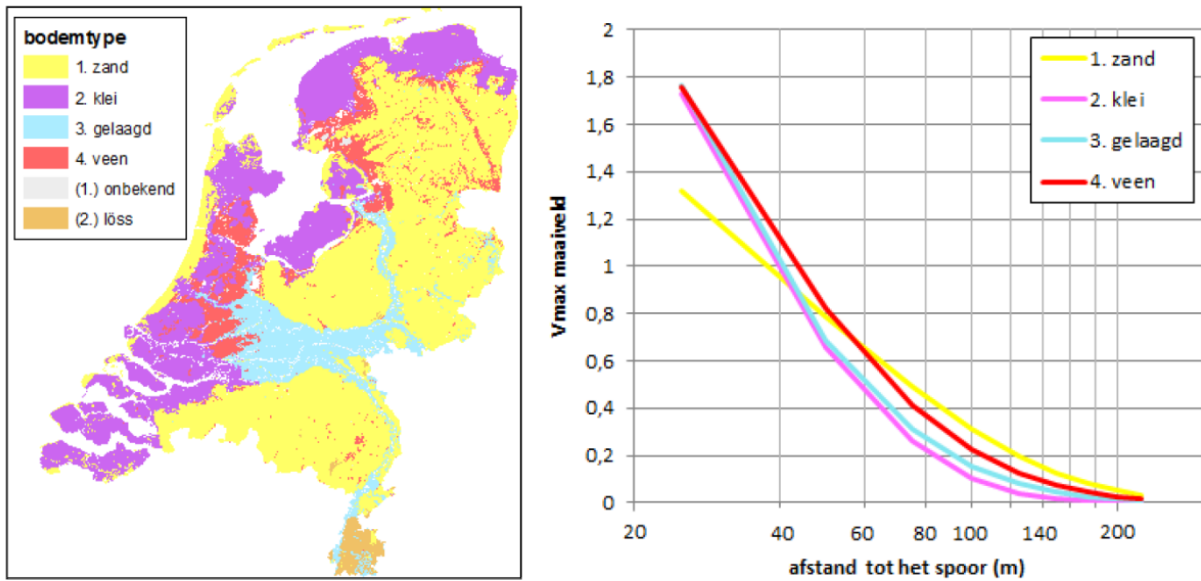 bodemtype
1. zand
2. klei
3. gelaagd
4. veen
(1.) onbekend
(2.) löss
Vmax maaiveld
2
1,8
1,6
1,4
1,2
1
0,8
0,6
0,4
0,2
0
20
40
60
80
100
140
200
afstand tot het spoor (m)
1. zand
2. klei
3. gelaagd
4. veen